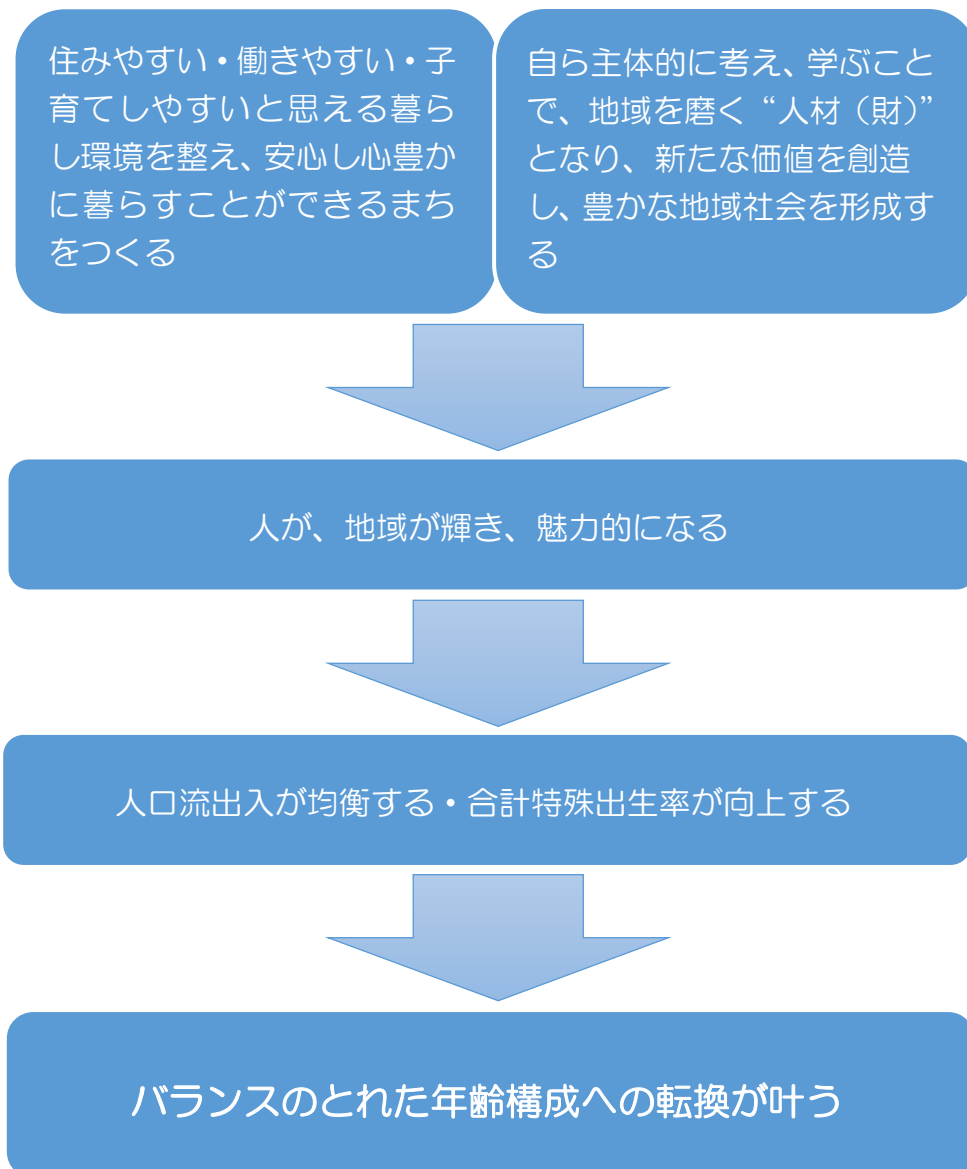 住みやすい・働きやすい・子
育てしやすいと思える暮ら
し環境を整え、安心し心豊か
に暮らすことができるまち
をつくる
自ら主体的に考え、学ぶこと
で、地域を磨く“人材（財）”
となり、新たな価値を創造
し、豊かな地域社会を形成す
る
人が、地域が輝き、魅力的になる
人口流出入が均衡する・合計特殊出生率が向上する
バランスのとれた年齢構成への転換が叶う